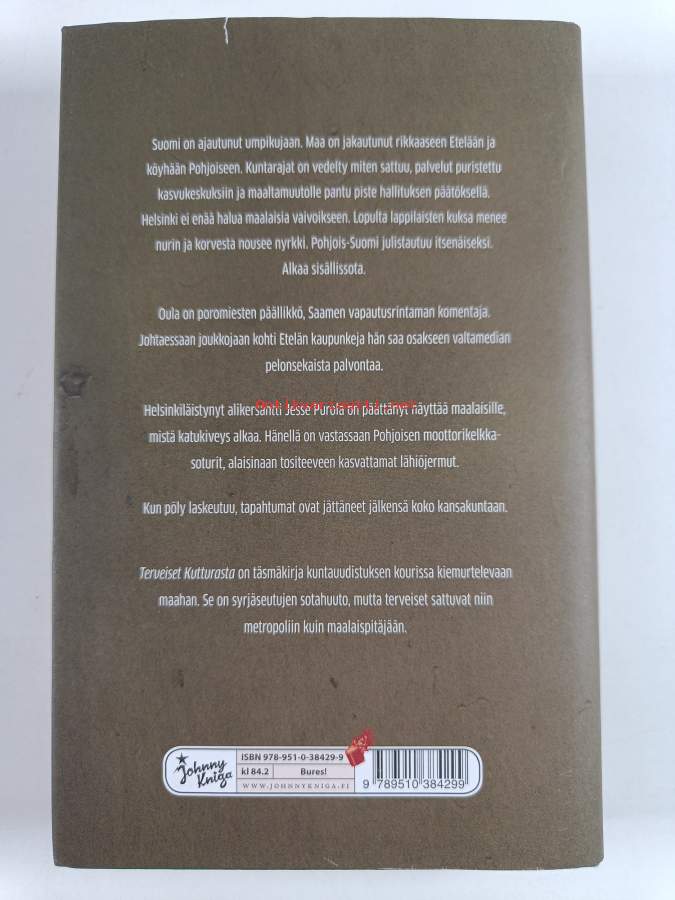 Suomi on ajautunut umpikujaan. Maa on jakautunut rikkaaseen Etelään ja
köyhään Pohjoiseen. Kuntarajat on vedelty miten sattuu, palvelut puristettu
kasvukeskuksiin ja maaltamuutolle pantu piste hallituksen päätöksellä.
Helsinki ei enää halua maalaisia vaivoikseen. Lopulta lappilaisten kuksa menee
nurin ja korvesta nousee nyrkki. Pohjois-Suomi julistautuu itsenäiseksi.
Alkaa sisällissota.
Oula on poromiesten päällikkö, Saamen vapautusrintaman komentaja.
Johtaessaan joukkojaan kohti Etelän kaupunkeja hän saa osakseen valtamedian
pelonsekaista palvontaa.
Antikvariaatti.net
Helsinkiläistynyt alikersantti Jesse Purola on päättänyt näyttää maalaisille,
mistä katukiveys alkaa. Hänellä on vastassaan Pohjoisen moottorikelkka-
soturit, alaisinaan tositeeveen kasvattamat lähiöjermut.
Kun pöly laskeutuu, tapahtumat ovat jättäneet jälkensä koko kansakuntaan.
Terveiset Kutturasta on täsmäkirja kuntauudistuksen kourissa kiemurtelevaan
maahan. Se on syrjäseutujen sotahuuto, mutta terveiset sattuvat niin
metropoliin kuin maalaispitäjään.
Johnny
Kniga
ISBN 978-951-0-38429-9
kl 84.2
Bures!
WWW.JOHNNYKNIGA.FI
9 789510 384299